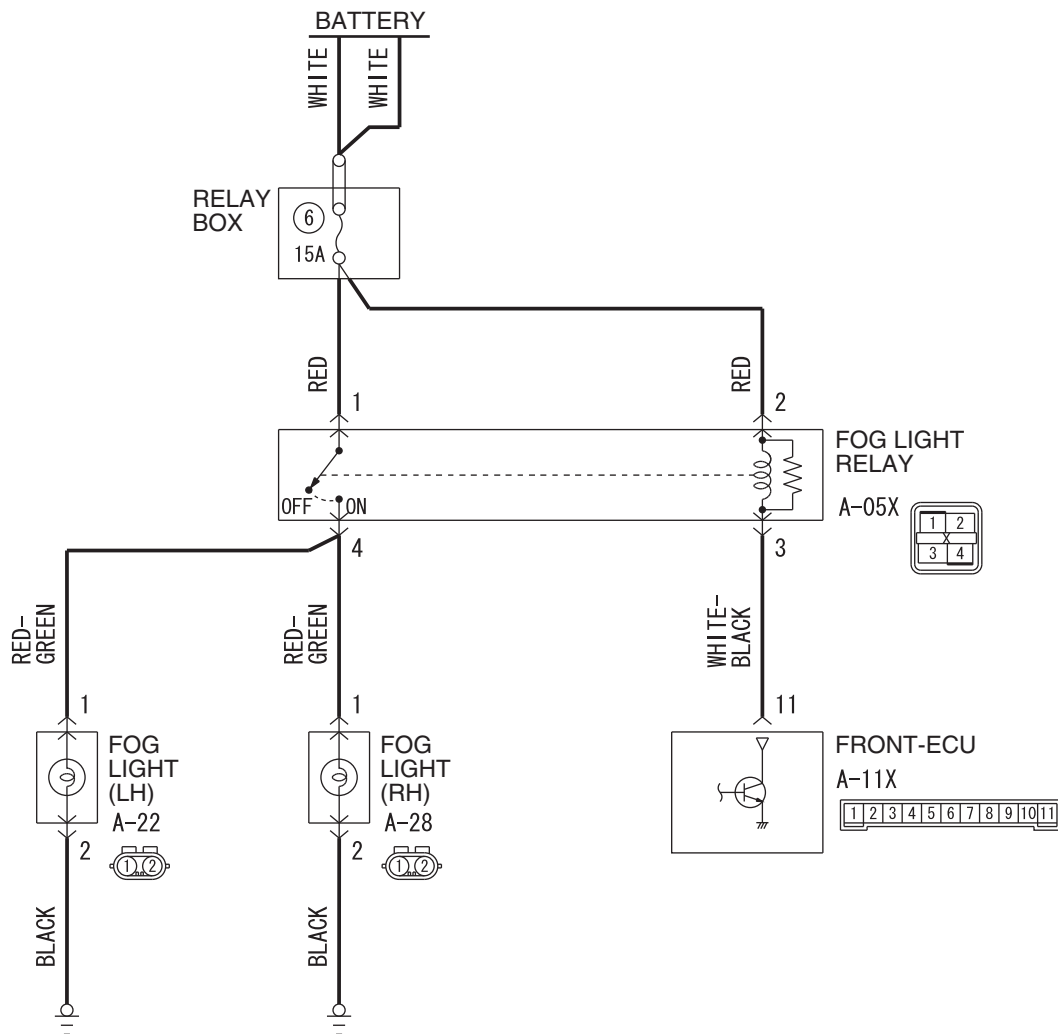 BATTERY
WHITE
WHITE
RELAY
BOX
6
15A
RED
RED
1
2
FOG LIGHT
RELAY
OFF
ON
A-05X
1 2
X
3 4
4
3
RED-
GREEN
RED-
GREEN
WHITE-
BLACK
1
1
11
FOG
LIGHT
(LH)
A-22
1 2
FOG
LIGHT
(RH)
A-28
1 2
FRONT-ECU
A-11X
1 2 3 4 5 6 7 8 9 10 11
2
2
BLACK
BLACK